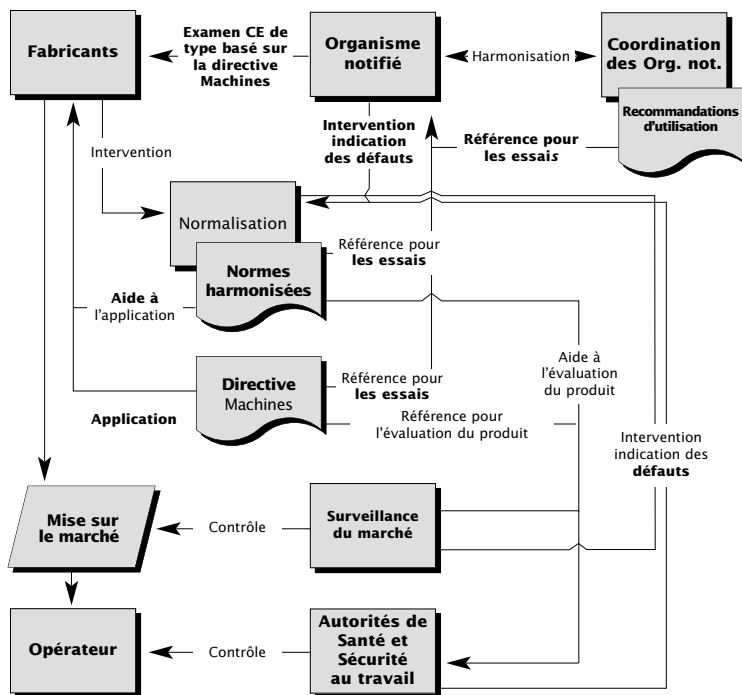 Fabricants
Examen CE de
type basé sur
la directive
Machines
Organisme
notifié
Harmonisation
Coordination
des Org. not.
Recommandations
d'utilisation
Intervention
Intervention
indication
des défauts
Référence pour
les essais
Normalisation
Normes
harmonisées
Référence pour
les essais
Aide à
l'application
Aide à
l'évaluation
du produit
Directive
Machines
Référence pour
les essais
Application
Référence pour
l'évaluation du produit
Intervention
indication des
défauts
Mise sur
le marché
Contrôle
Surveillance
du marché
Opérateur
Contrôle
Autorités de
Santé et
Sécurité
au travail